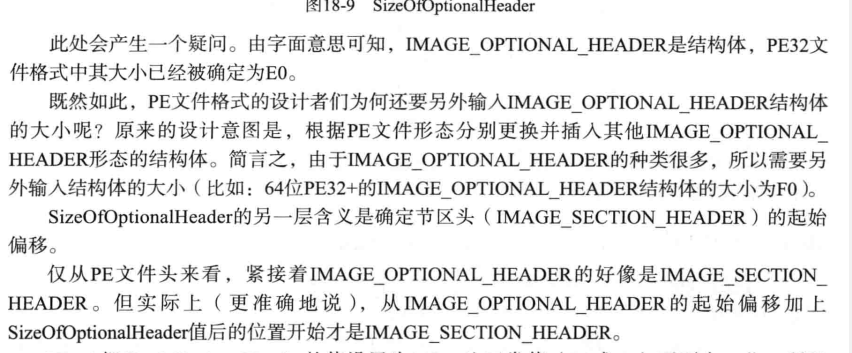 图18-9 SizeOfOptionalHeader
此处会产生一个疑问。由字面意思可知，IMAGE_OPTIONAL_HEADER是结构体，PE32文
件格式中其大小已经被确定为E0。
既然如此，PE文件格式的设计者们为何还要另外输入IMAGE_OPTIONAL_HEADER结构体
的大小呢？原来的设计意图是，根据PE文件形态分别更换并插入其他IMAGE_OPTIONAL_
HEADER形态的结构体。简言之，由于IMAGE_OPTIONAL_HEADER的种类很多，所以需要另
外输入结构体的大小（比如：64位PE32+的IMAGE_OPTIONAL_HEADER结构体的大小为F0）。
SizeOfOptionalHeader的另一层含义是确定节区头（IMAGE_SECTION_HEADER）的起始
偏移。
仅从PE文件头来看，紧接着IMAGE_OPTIONAL_HEADER的好像是IMAGE_SECTION_
HEADER。但实际上（更准确地说），从IMAGE_OPTIONAL_HEADER的起始偏移加上
SizeOfOptionalHeader值后的位置开始才是IMAGE_SECTION_HEADER。